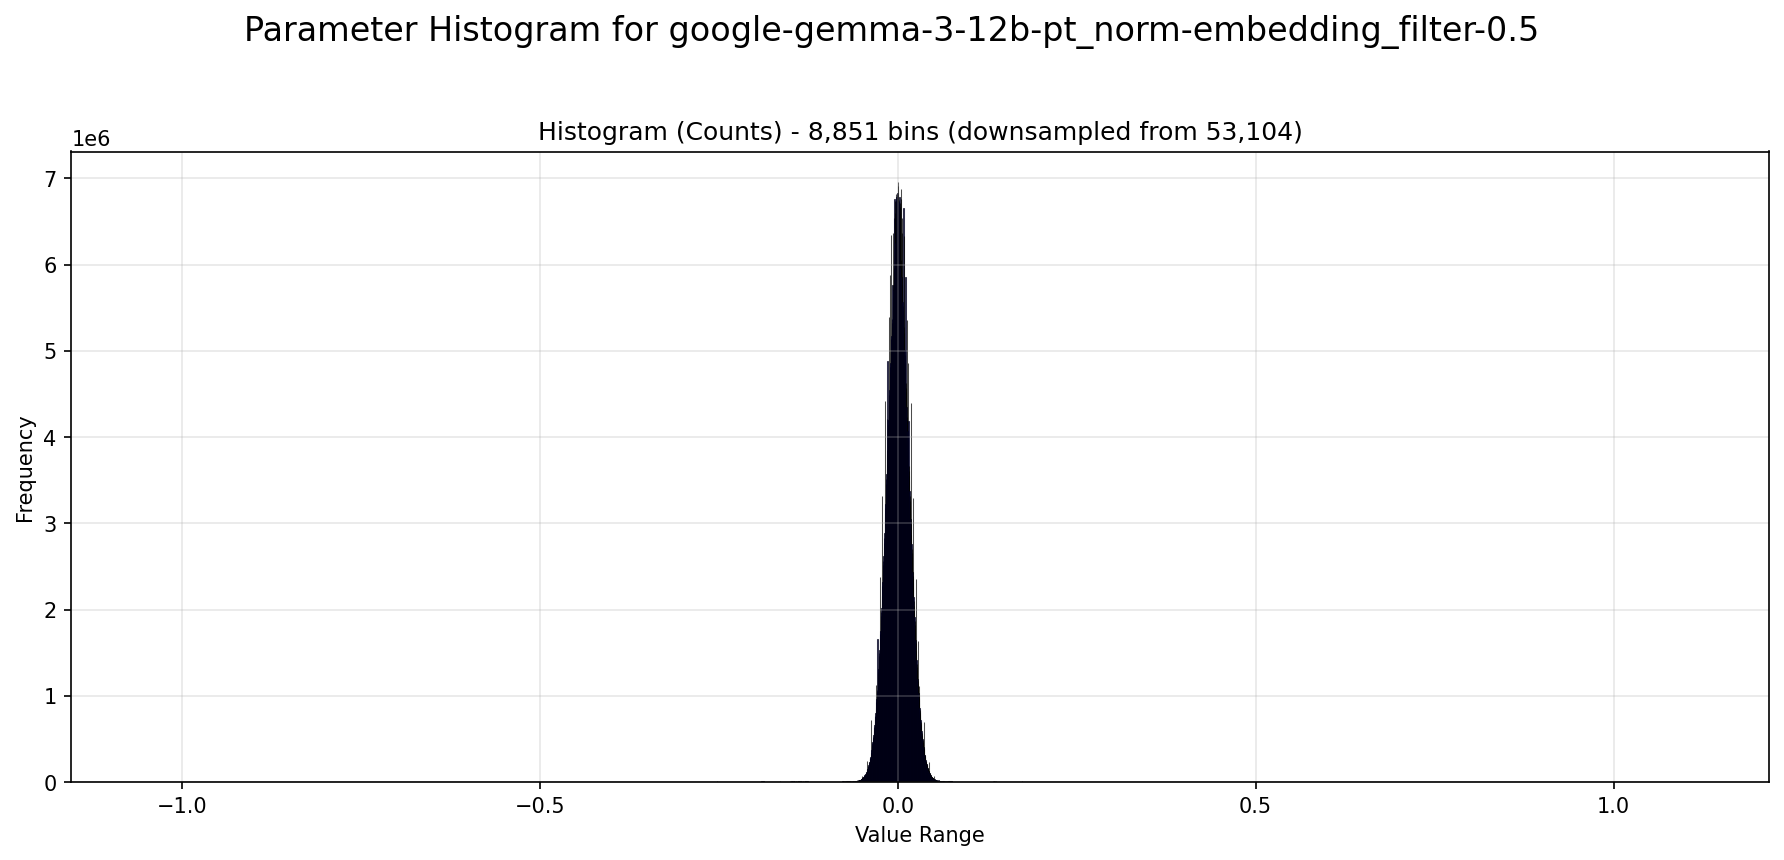 Parameter Histogram for google-gemma-3-12b-pt_norm-embedding_filter-0.5
Histogram (Counts) - 8,851 bins (downsampled from 53,104)
1e6
7
6
5
4
3
2
1
0
Frequency
−1.0
−0.5
0.0
0.5
1.0
Value Range